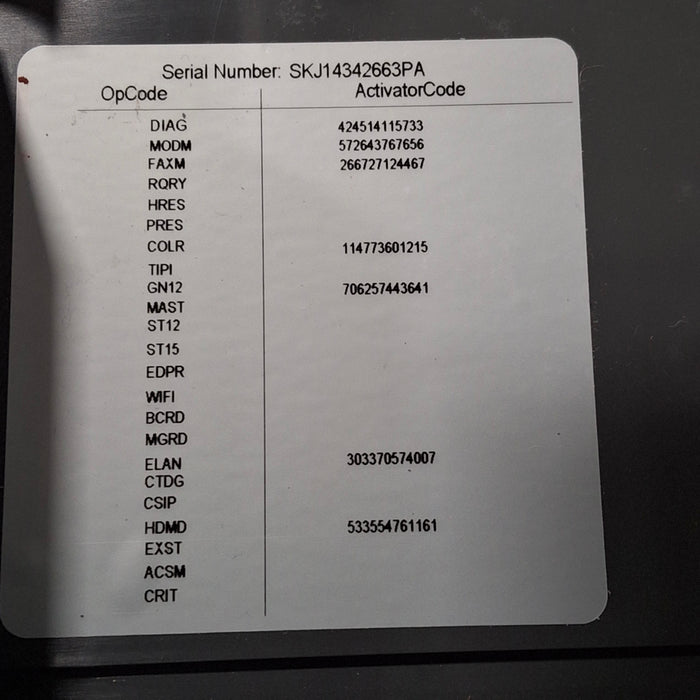 Serial Number: SKJ14342663PA
OpCode ActivatorCode
DIAG 424514115733
MODM 572643767656
FAXM 266727124467
RQRY
HRES
PRES
COLR 114773601215
TIPI
GN12 706257443641
MAST
ST12
ST15
EDPR
WIFI
BCRD
MGRD
ELAN 303370574007
CTDG
CSIP
HDMD 533554761161
EXST
ACSM
CRIT